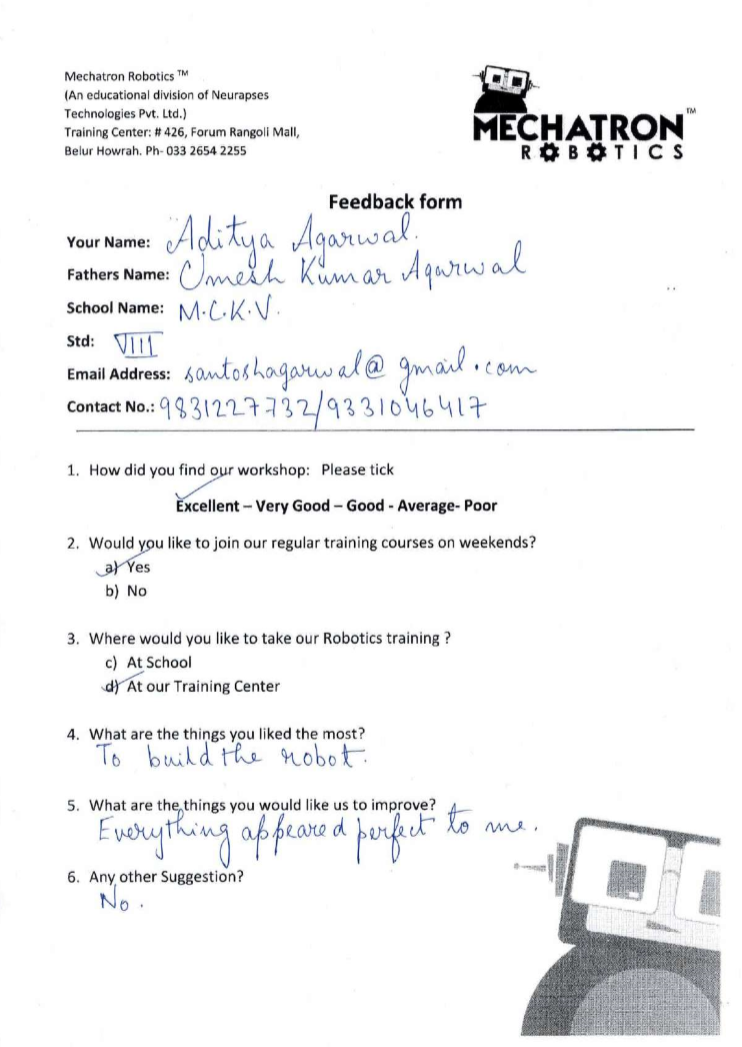 Mechatron Robotics ™
(An educational division of Neurapses
Technologies Pvt. Ltd.)
Training Center: # 426, Forum Rangoli Mall,
Belur Howrah. Ph- 033 2654 2255
MECHATRON™
ROBOTICS
Feedback form
Your Name: Aditya Agarwal.
Fathers Name: Umesh Kumar Agarwal
School Name: M.C.K.V.
Std: VIII
Email Address: santoshagarwal@gmail.com
Contact No.: 9831227732/9331046417
1. How did you find our workshop: Please tick
Excellent – Very Good – Good - Average- Poor
2. Would you like to join our regular training courses on weekends?
a) Yes
b) No
3. Where would you like to take our Robotics training ?
c) At School
d) At our Training Center
4. What are the things you liked the most?
To build the robot.
5. What are the things you would like us to improve?
Everything appeared perfect to me.
6. Any other Suggestion?
No.